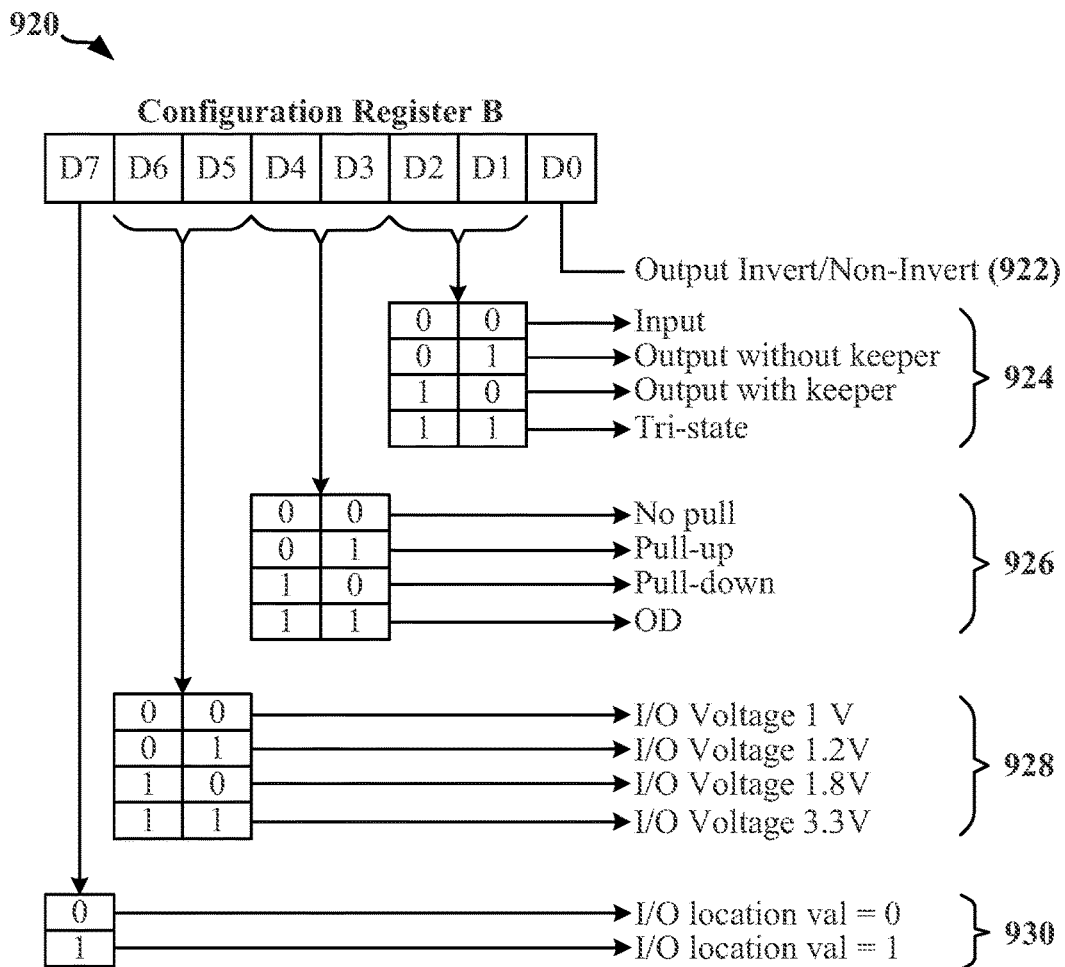 920
Configuration Register B
D7 D6 D5 D4 D3 D2 D1 D0
Output Invert/Non-Invert (922)
0 0 Input
0 1 Output without keeper
1 0 Output with keeper
1 1 Tri-state
924
0 0 No pull
0 1 Pull-up
1 0 Pull-down
1 1 OD
926
0 0 I/O Voltage 1 V
0 1 I/O Voltage 1.2V
1 0 I/O Voltage 1.8V
1 1 I/O Voltage 3.3V
928
0 I/O location val = 0
1 I/O location val = 1
930